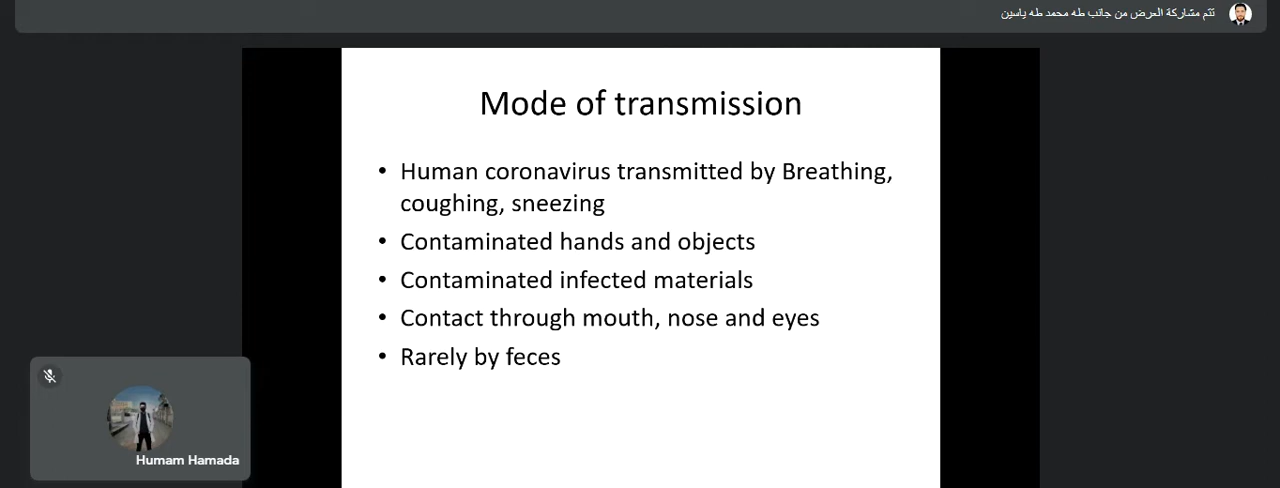 تتم مشاركة العرض من جانب طه محمد طه ياسين
Mode of transmission
• Human coronavirus transmitted by Breathing,
coughing, sneezing
• Contaminated hands and objects
• Contaminated infected materials
• Contact through mouth, nose and eyes
• Rarely by feces
Humam Hamada